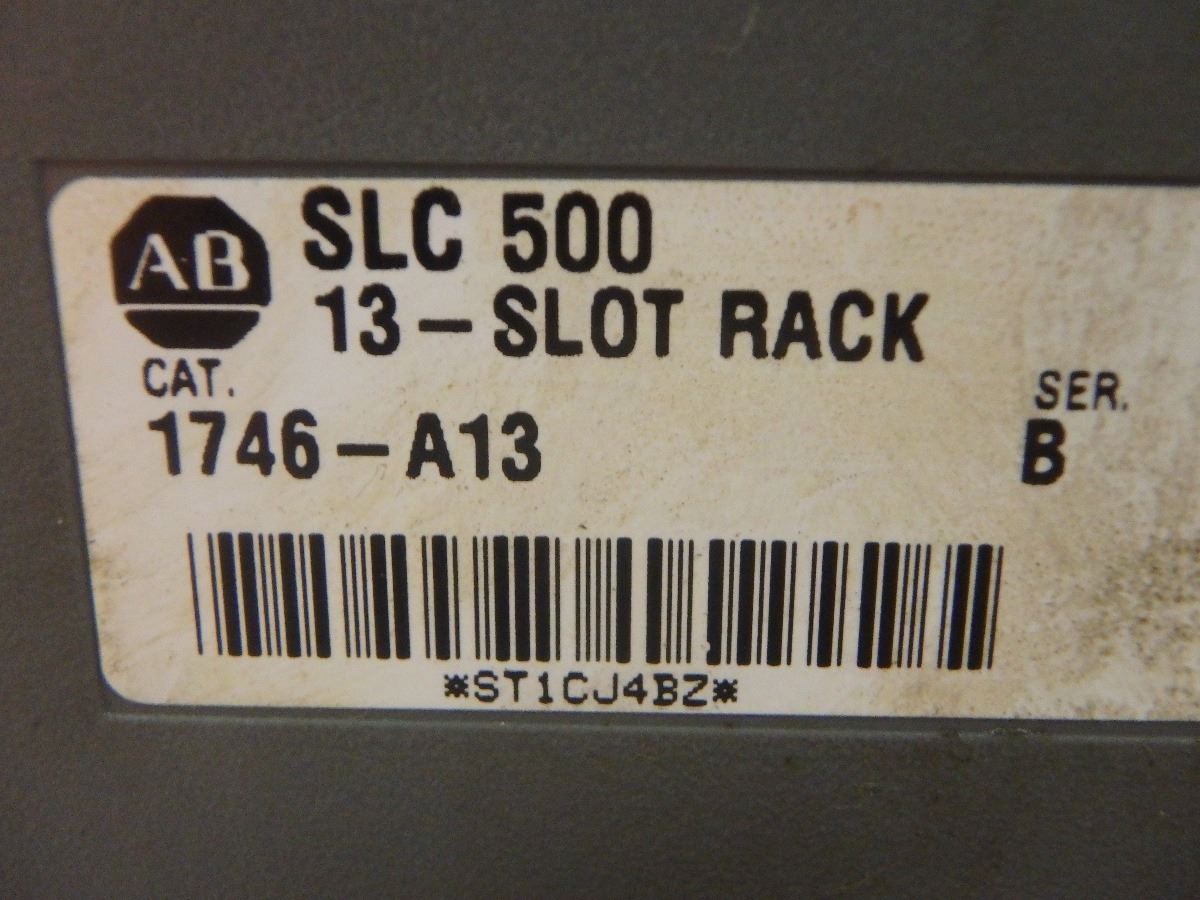 AB
SLC 500
13-SLOT RACK
CAT.
SER.
1746-A13
B
*ST1CJ4BZ*